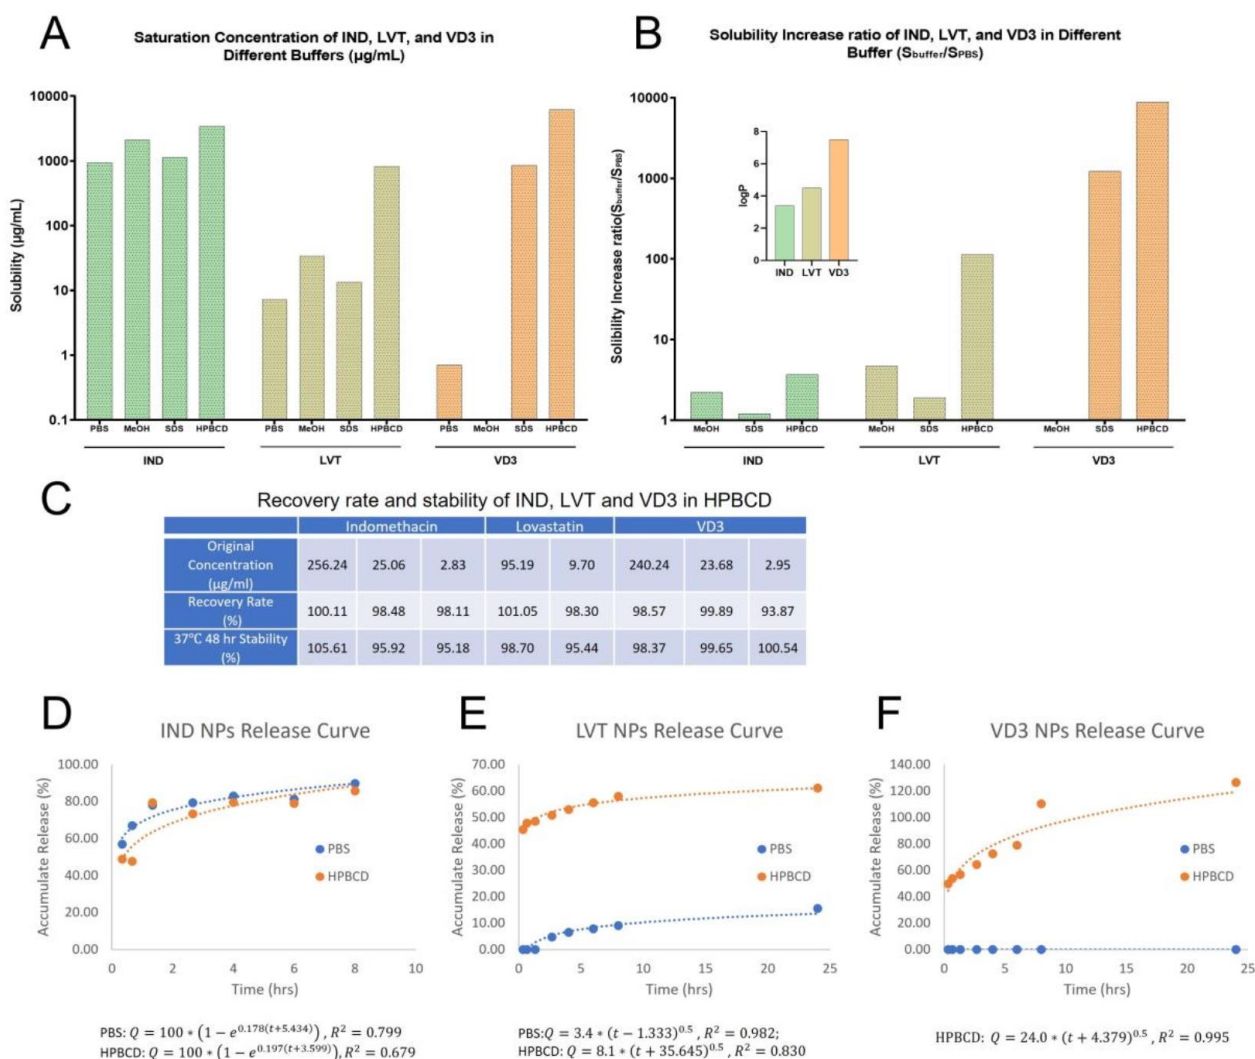 A
Saturation Concentration of IND, LVT, and VD3 in
Different Buffers (µg/mL)
Solubility (µg/mL)
10000
1000
100
10
1
0.1
PBS MeOH SDS HPBCD PBS MeOH SDS HPBCD PBS MeOH SDS HPBCD
IND LVT VD3
B
Solubility Increase ratio of IND, LVT, and VD3 in Different
Buffer (Sbuffer/SPBS)
Solibility Increase ratio(Sbuffer/SPBS)
10000
1000
100
10
1
logP
8
6
4
2
0
IND LVT VD3
MeOH SDS HPBCD MeOH SDS HPBCD MeOH SDS HPBCD
IND LVT VD3
C
Recovery rate and stability of IND, LVT and VD3 in HPBCD
Indomethacin Lovastatin VD3
Original
Concentration
(µg/ml)
256.24 25.06 2.83 95.19 9.70 240.24 23.68 2.95
Recovery Rate
(%)
100.11 98.48 98.11 101.05 98.30 98.57 99.89 93.87
37°C 48 hr Stability
(%)
105.61 95.92 95.18 98.70 95.44 98.37 99.65 100.54
D
IND NPs Release Curve
Accumulate Release (%)
100.00
80.00
60.00
40.00
20.00
0.00
PBS
HPBCD
0 2 4 6 8 10
Time (hrs)
PBS: Q = 100 * (1 − e^0.178(t+5.434)), R² = 0.799
HPBCD: Q = 100 * (1 − e^0.197(t+3.599)), R² = 0.679
E
LVT NPs Release Curve
Accumulate Release (%)
70.00
60.00
50.00
40.00
30.00
20.00
10.00
0.00
PBS
HPBCD
0 5 10 15 20 25
Time (hrs)
PBS:Q = 3.4 * (t − 1.333)^0.5, R² = 0.982;
HPBCD: Q = 8.1 * (t + 35.645)^0.5, R² = 0.830
F
VD3 NPs Release Curve
Accumulate Release (%)
140.00
120.00
100.00
80.00
60.00
40.00
20.00
0.00
PBS
HPBCD
0 5 10 15 20 25
Time (hrs)
HPBCD: Q = 24.0 * (t + 4.379)^0.5, R² = 0.995